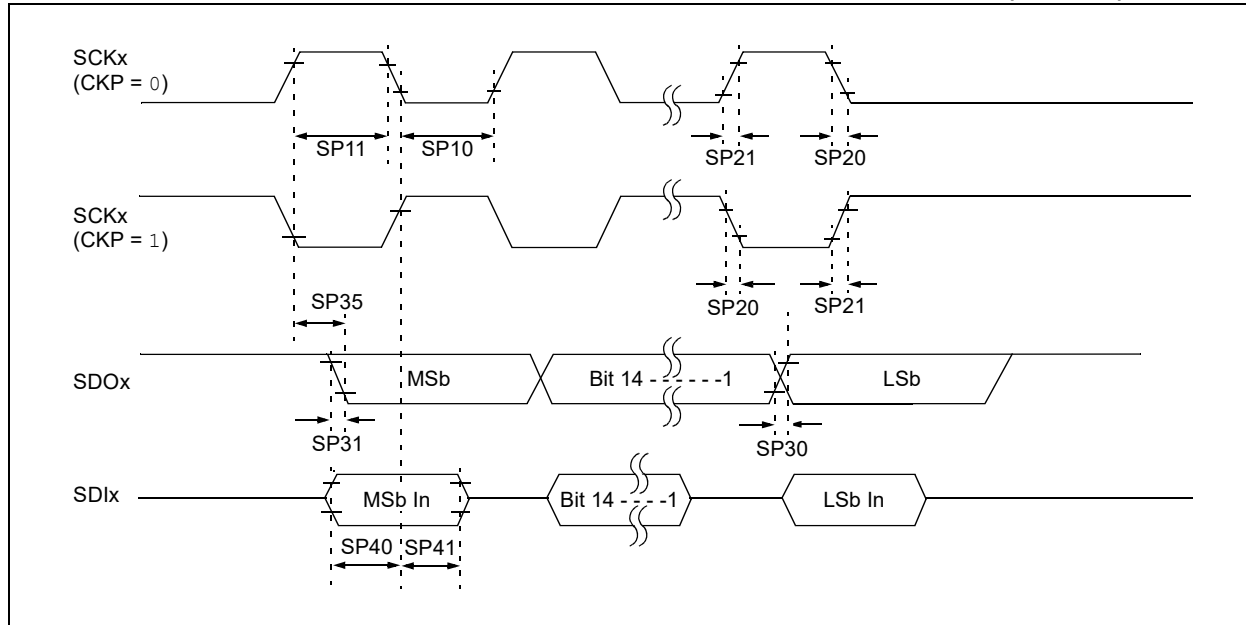 SCKx
(CKP = 0)
SP11
SP10
SP21
SP20
SCKx
(CKP = 1)
SP35
SP20
SP21
SDOx
MSb
Bit 14 - - - - - - -1
LSb
SP31
SP30
SDIx
MSb In
Bit 14 - - - - -1
LSb In
SP40
SP41